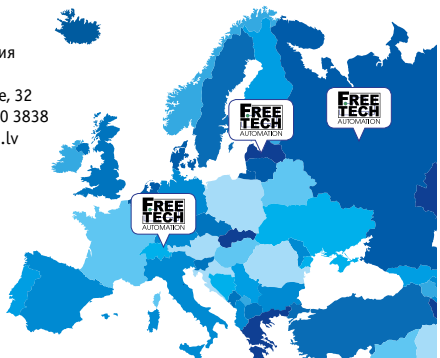 ия
е, 32
0 3838
.lv
FREE
TECH
AUTOMATION
FREE
TECH
AUTOMATION
FREE
TECH
AUTOMATION